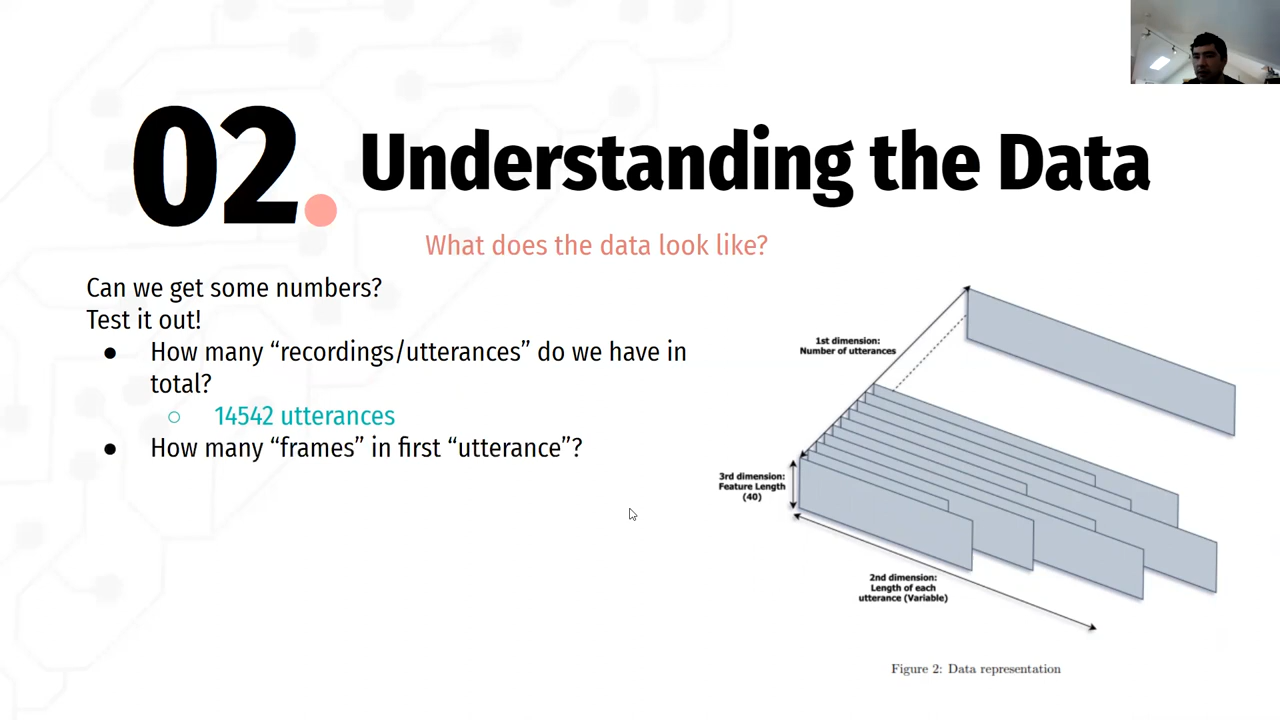 02.
Understanding the Data
What does the data look like?
Can we get some numbers?
Test it out!
● How many “recordings/utterances” do we have in
total?
○ 14542 utterances
● How many “frames” in first “utterance”?
1st dimension:
Number of utterances
3rd dimension:
Feature Length
(40)
2nd dimension:
Length of each
utterance (Variable)
Figure 2: Data representation